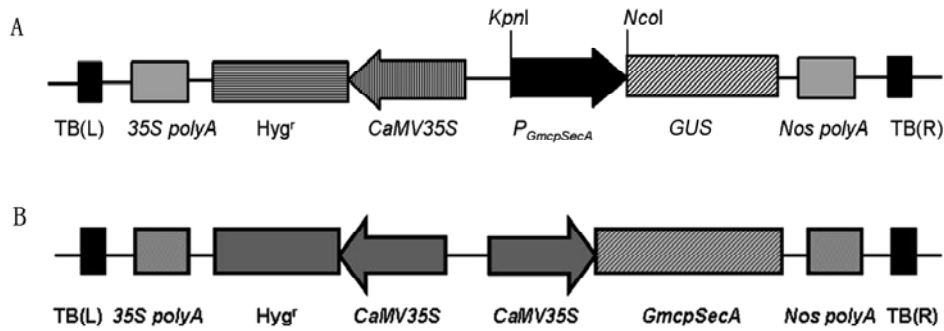 A
KpnI NcoI
TB(L) 35S polyA Hygʳ CaMV35S P_GmcpSecA GUS Nos polyA TB(R)
B
TB(L) 35S polyA Hygʳ CaMV35S CaMV35S GmcpSecA Nos polyA TB(R)